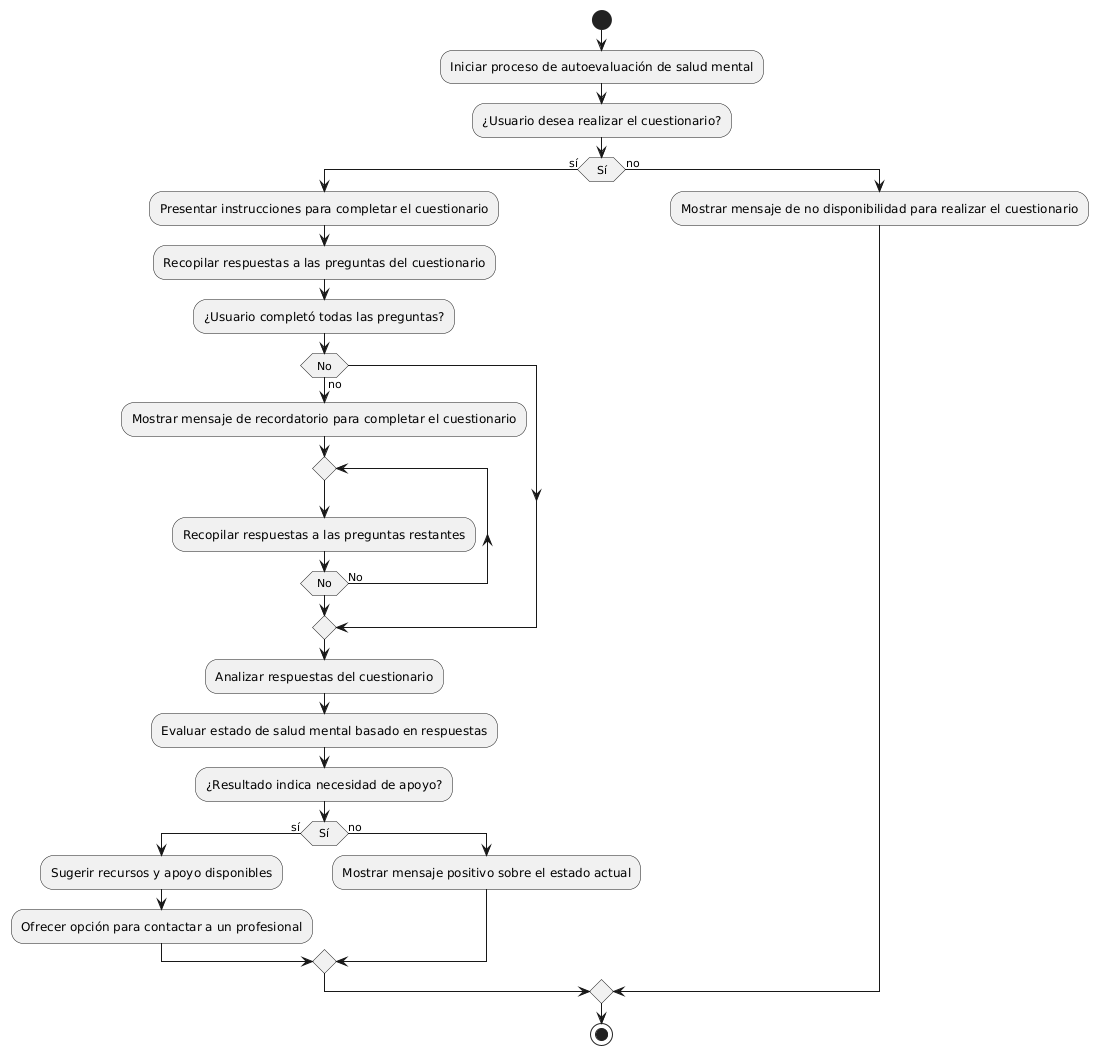 Iniciar proceso de autoevaluación de salud mental
¿Usuario desea realizar el cuestionario?
sí
Sí
no
Presentar instrucciones para completar el cuestionario
Mostrar mensaje de no disponibilidad para realizar el cuestionario
Recopilar respuestas a las preguntas del cuestionario
¿Usuario completó todas las preguntas?
No
no
Mostrar mensaje de recordatorio para completar el cuestionario
Recopilar respuestas a las preguntas restantes
No
No
Analizar respuestas del cuestionario
Evaluar estado de salud mental basado en respuestas
¿Resultado indica necesidad de apoyo?
sí
Sí
no
Sugerir recursos y apoyo disponibles
Mostrar mensaje positivo sobre el estado actual
Ofrecer opción para contactar a un profesional